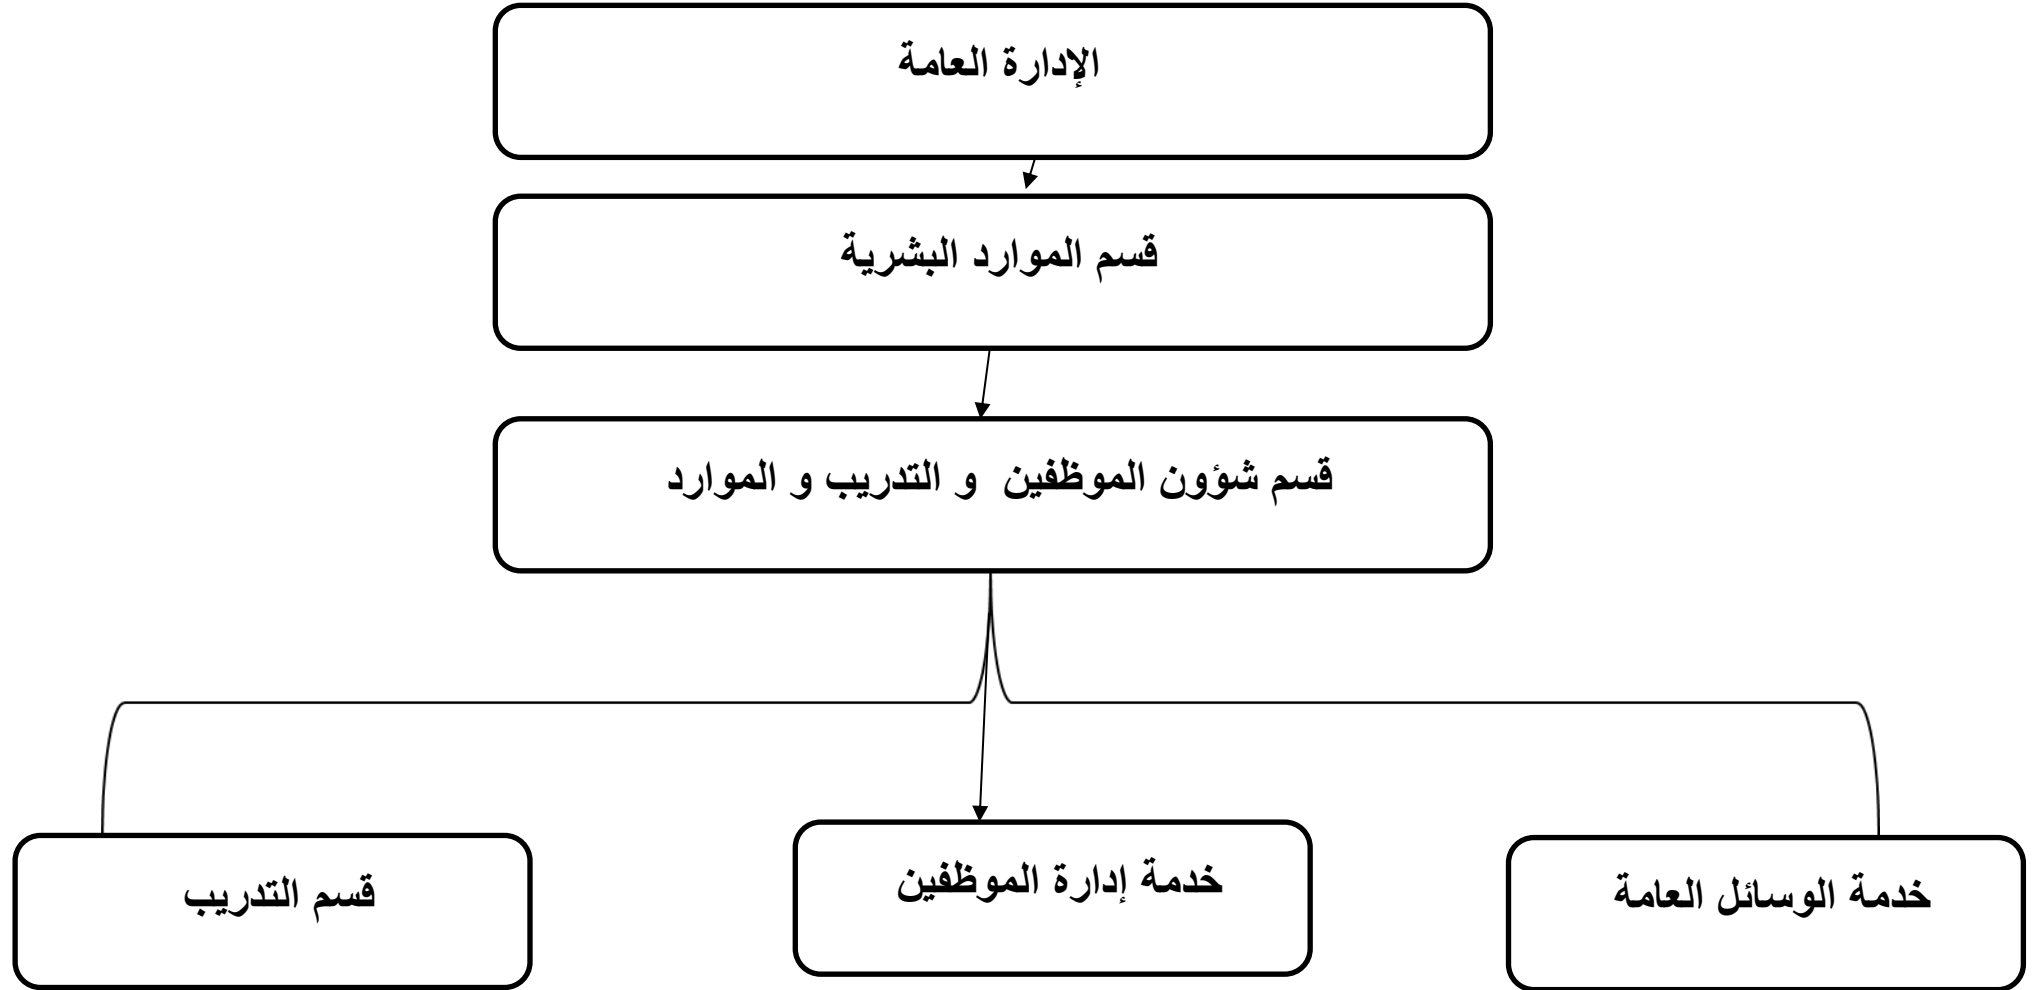 الإدارة العامة
قسم الموارد البشرية
قسم شؤون الموظفين و التدريب و الموارد
خدمة الوسائل العامة
خدمة إدارة الموظفين
قسم التدريب